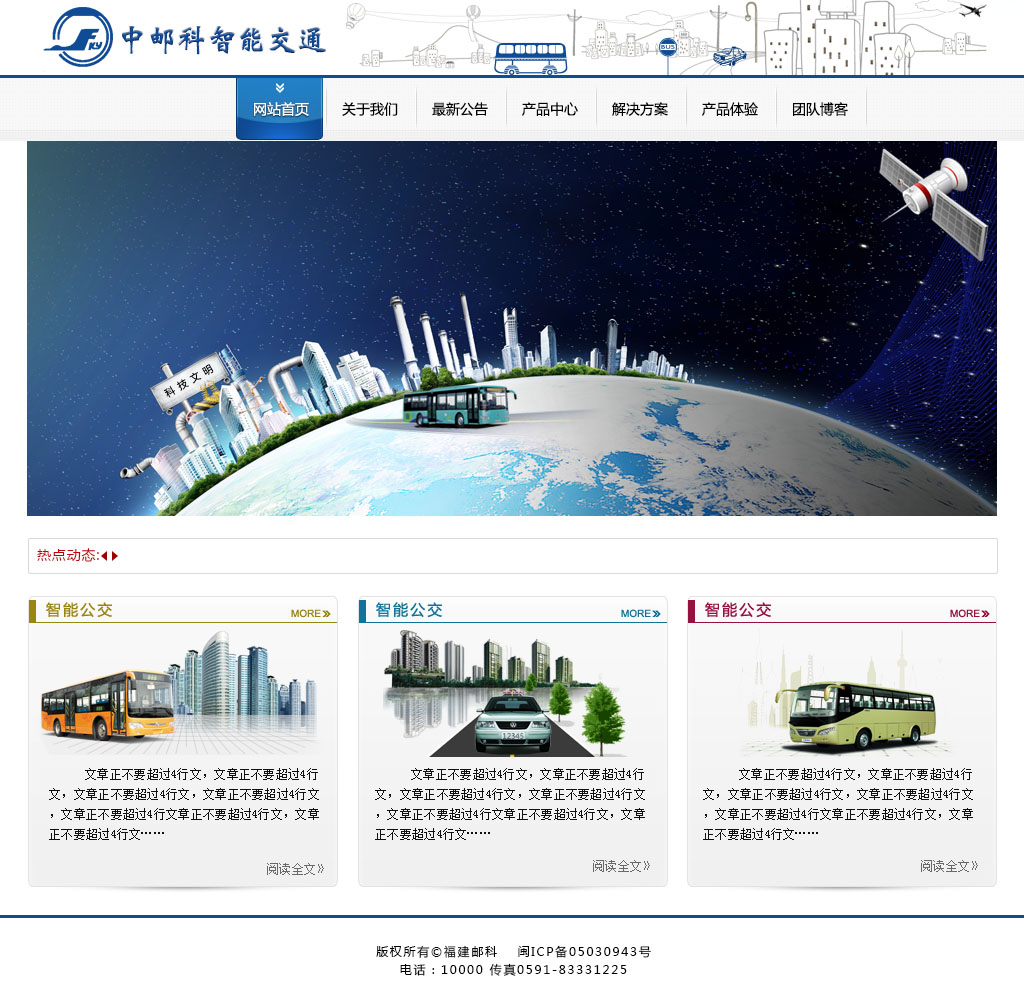 FKY 中邮科智能交通
BUS
网站首页 关于我们 最新公告 产品中心 解决方案 产品体验 团队博客
科技文明
热点动态:
智能公交 MORE
智能公交 MORE
智能公交 MORE
12345
文章正不要超过4行文，文章正不要超过4行
文，文章正不要超过4行文，文章正不要超过4行文
，文章正不要超过4行文章正不要超过4行文，文章
正不要超过4行文……
阅读全文》
文章正不要超过4行文，文章正不要超过4行
文，文章正不要超过4行文，文章正不要超过4行文
，文章正不要超过4行文章正不要超过4行文，文章
正不要超过4行文……
阅读全文》
文章正不要超过4行文，文章正不要超过4行
文，文章正不要超过4行文，文章正不要超过4行文
，文章正不要超过4行文章正不要超过4行文，文章
正不要超过4行文……
阅读全文》
版权所有©福建邮科 闽ICP备05030943号
电话：10000 传真0591-83331225